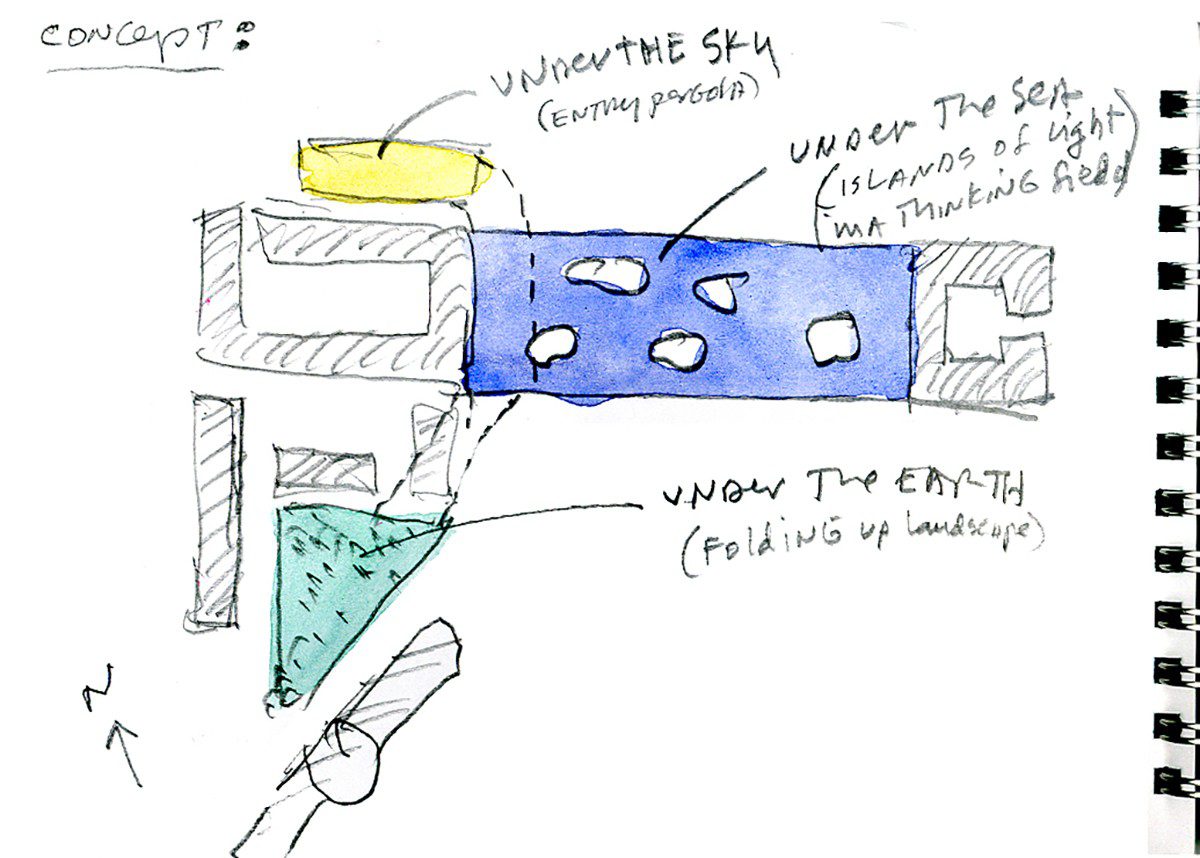 CONCEPT:
UNDER THE SKY
(ENTRY PERGOLA)
UNDER The SEA
(ISLANDS of Light
in A THINKING field)
UNDER The EARTH
(Folding up landscape)
N